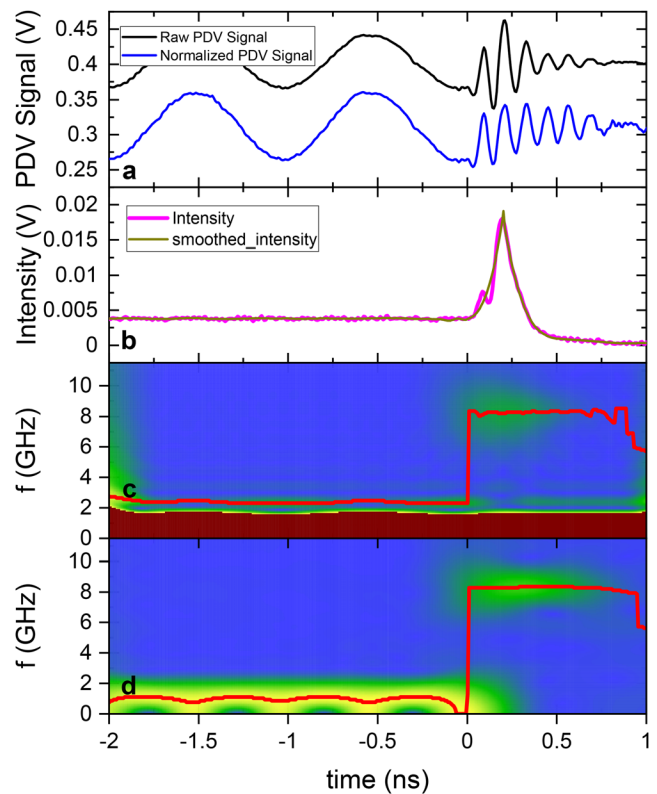 PDV Signal (V)
0.45
0.40
0.35
0.30
0.25
Raw PDV Signal
Normalized PDV Signal
a
Intensity (V)
0.02
0.015
0.01
0.005
0
Intensity
smoothed_intensity
b
f (GHz)
10
8
6
4
2
0
c
f (GHz)
10
8
6
4
2
0
d
-2
-1.5
-1
-0.5
0
0.5
1
time (ns)